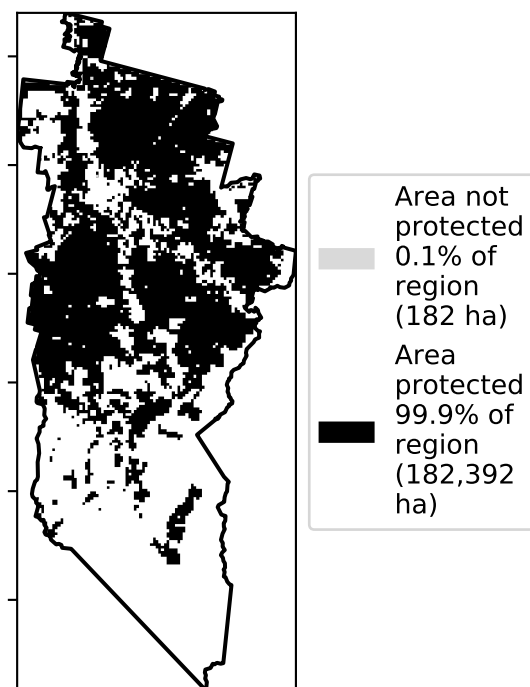 Area not
protected
0.1% of
region
(182 ha)
Area
protected
99.9% of
region
(182,392
ha)